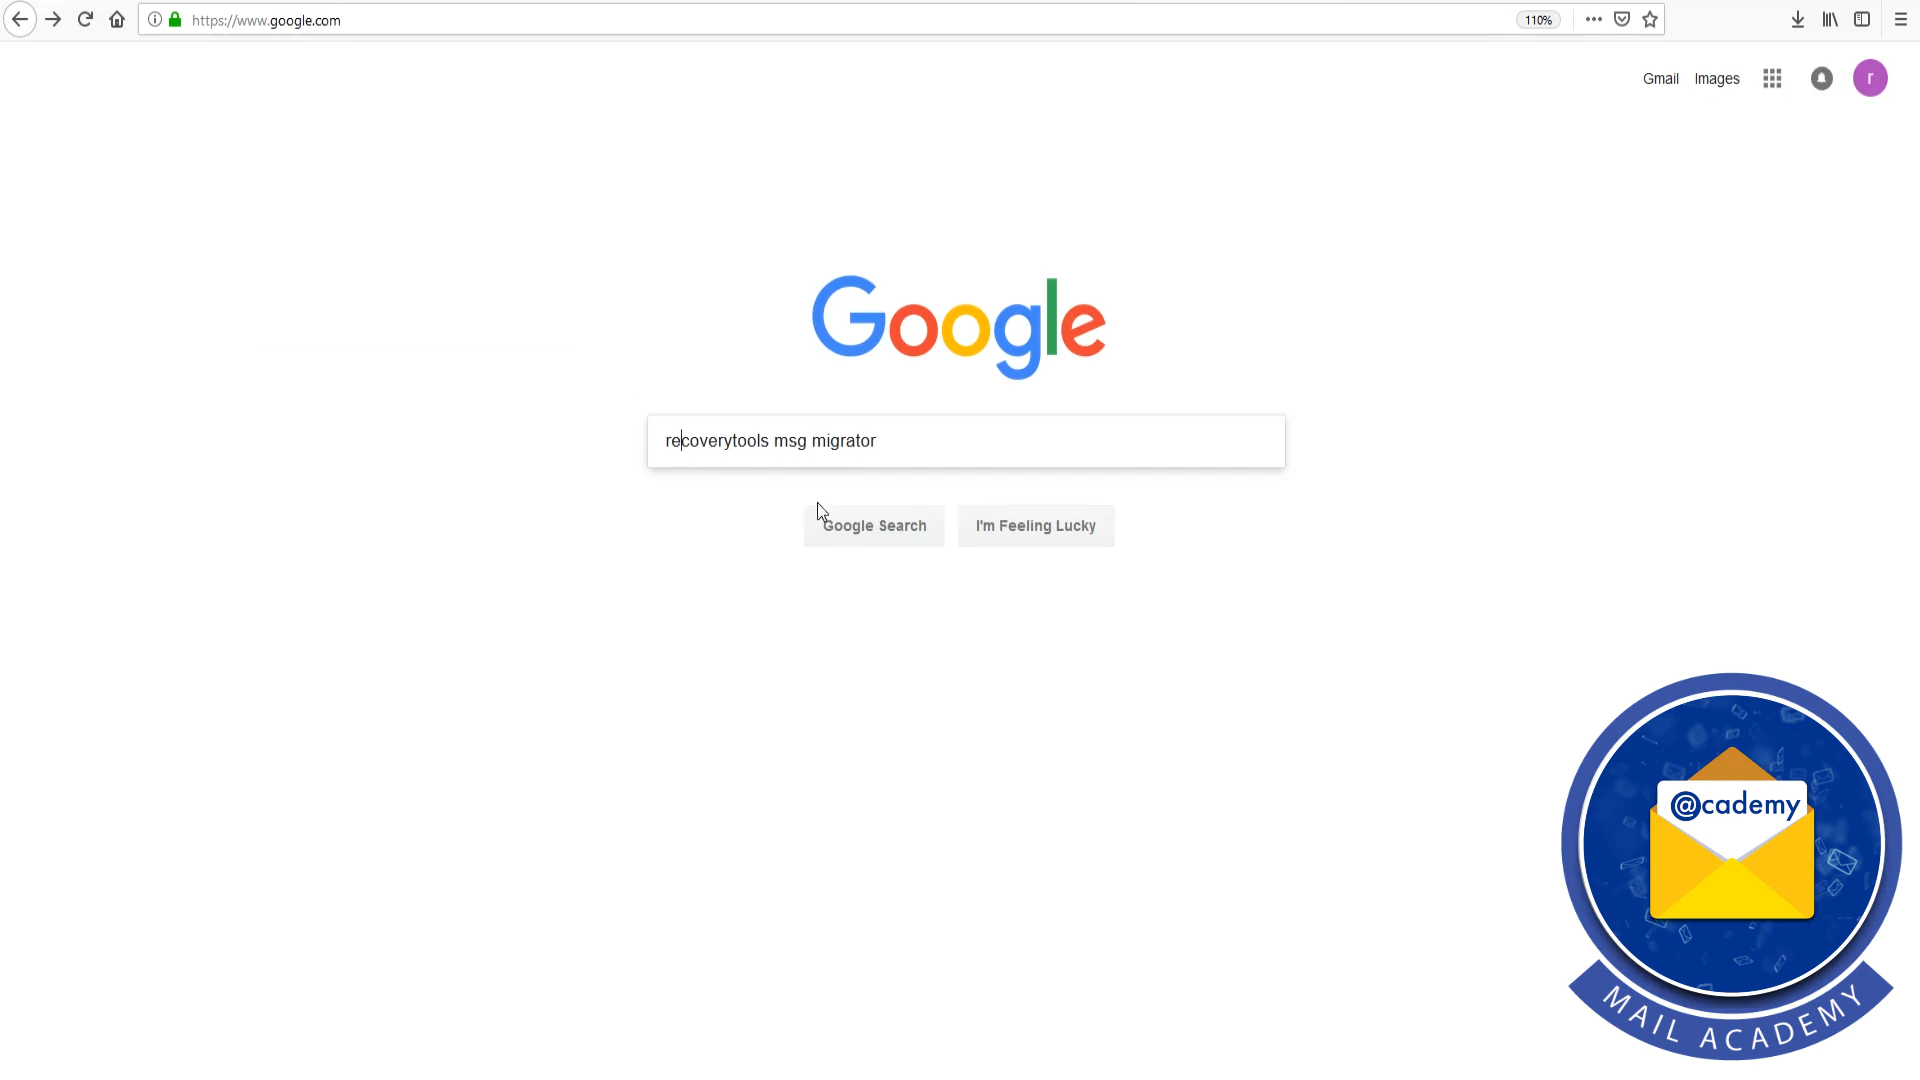 https://www.google.com
110%
Gmail Images
r
Google
recoverytools msg migrator
Google Search I'm Feeling Lucky
@cademy
MAIL ACADEMY